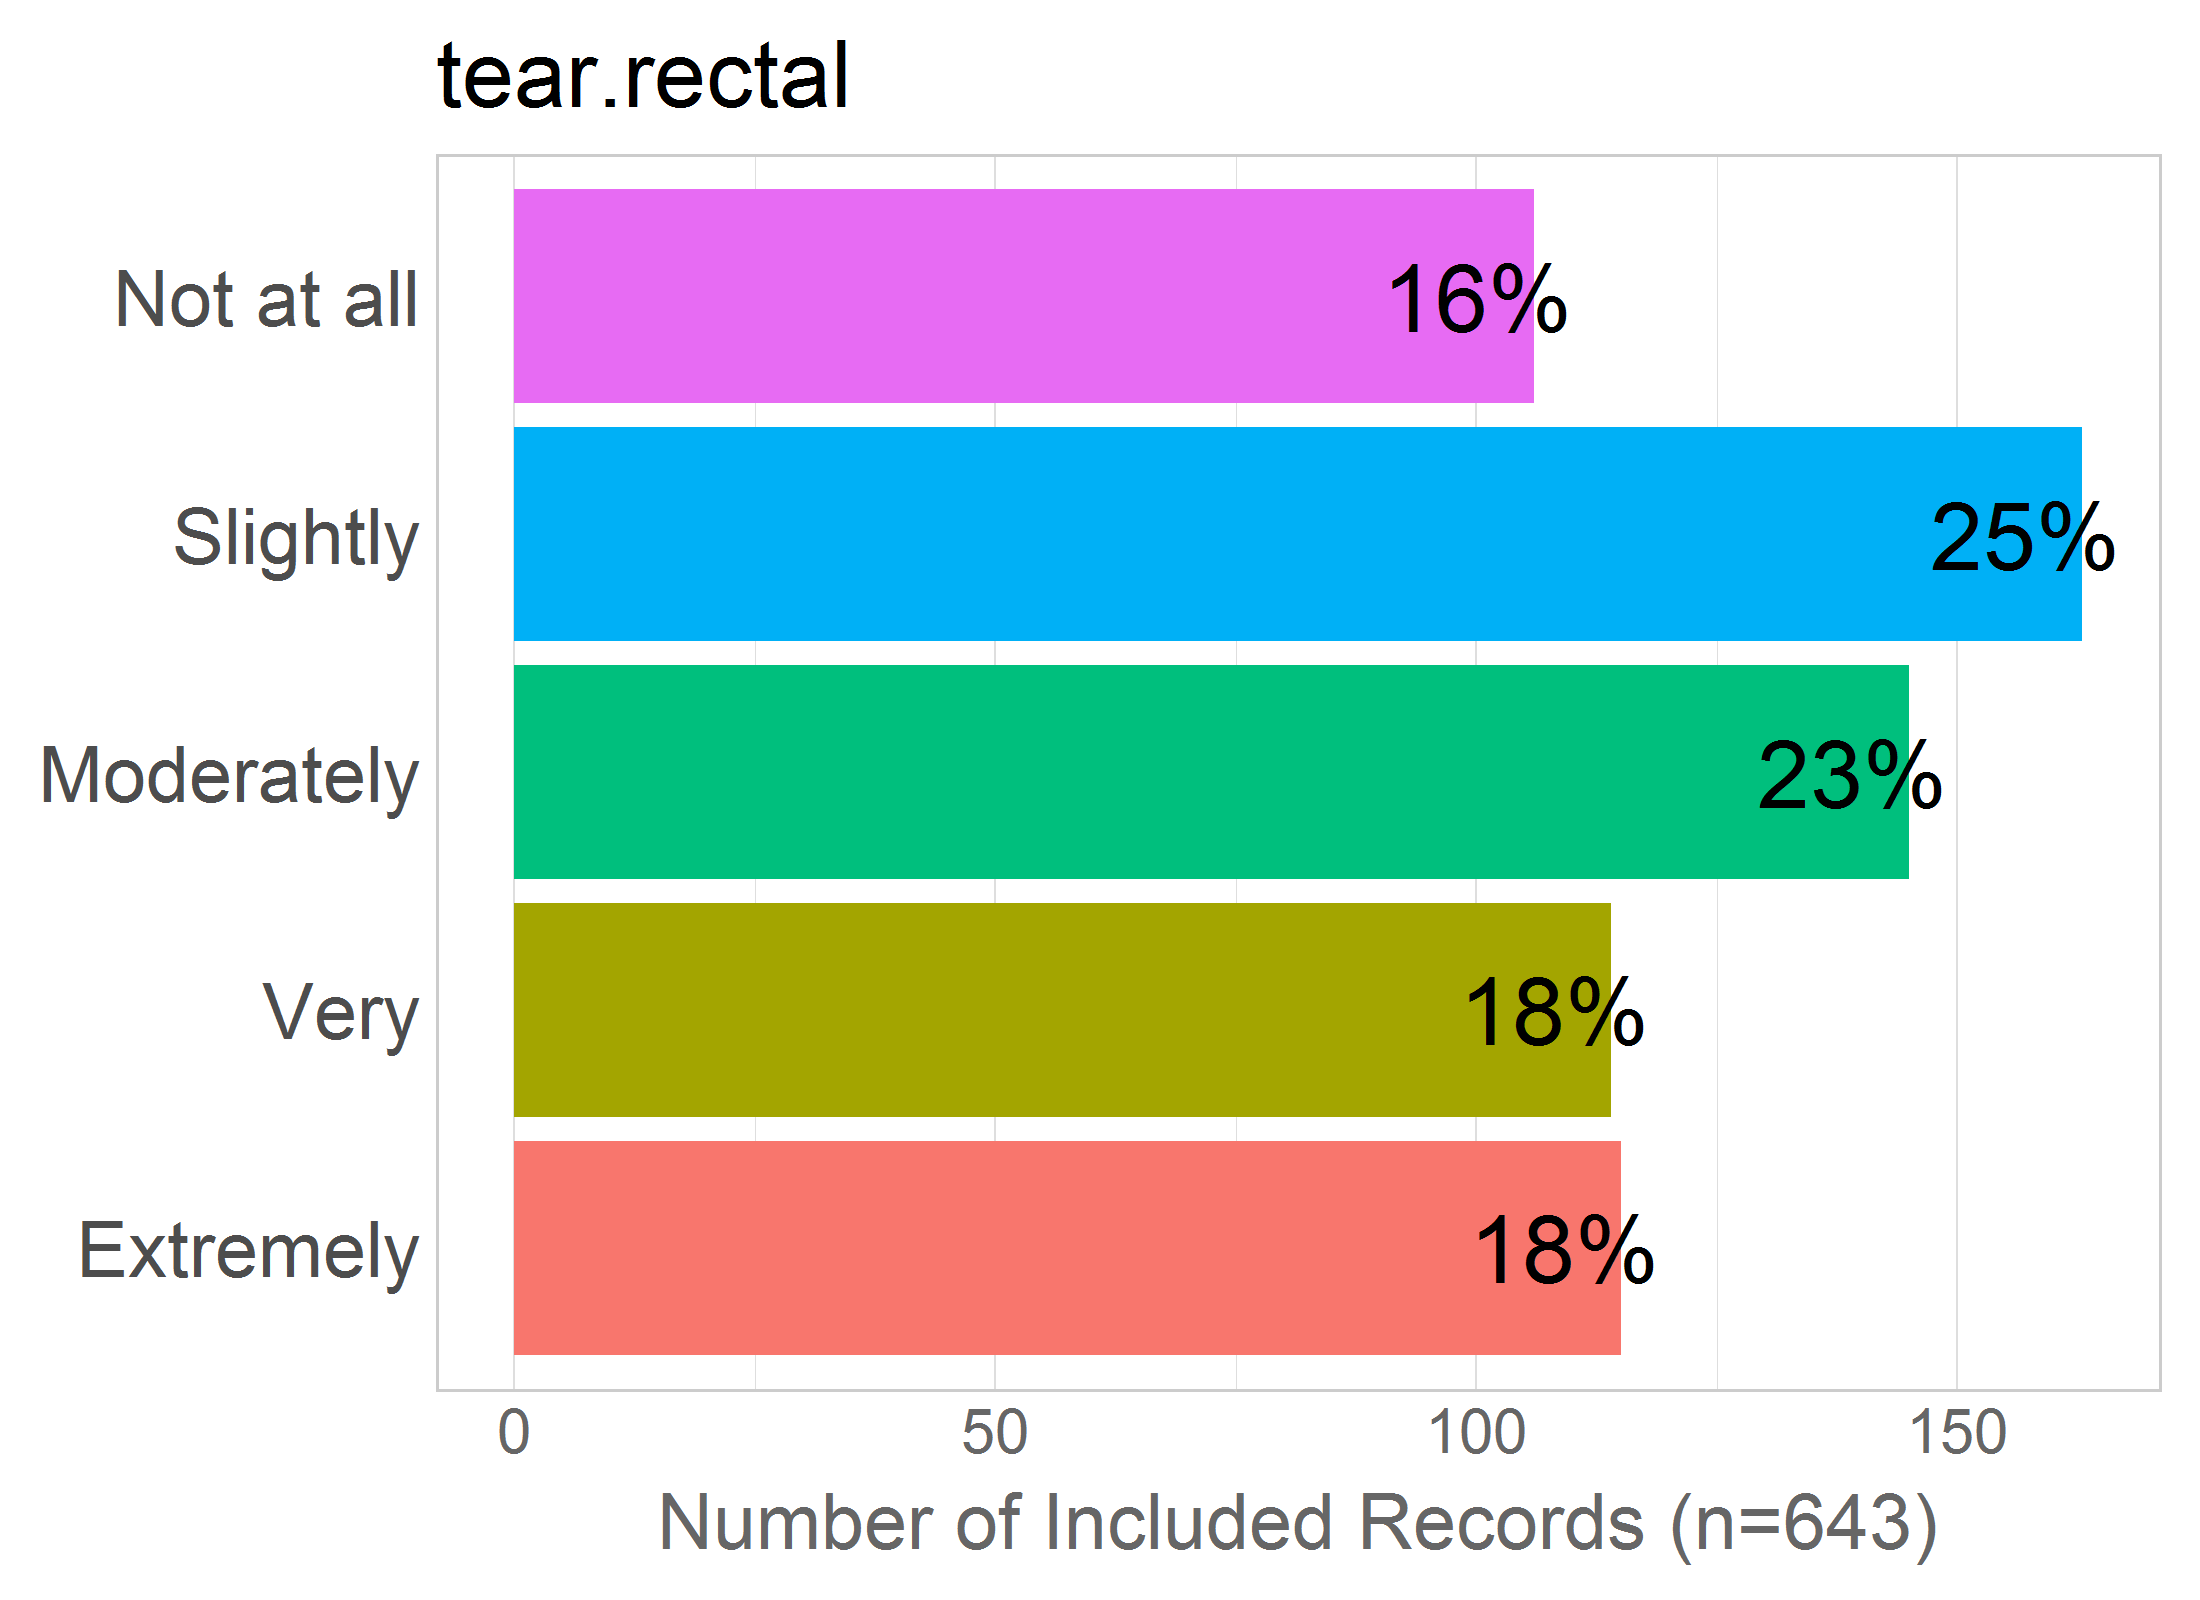 tear.rectal
Not at all
16%
Slightly
25%
Moderately
23%
Very
18%
Extremely
18%
0 50 100 150
Number of Included Records (n=643)